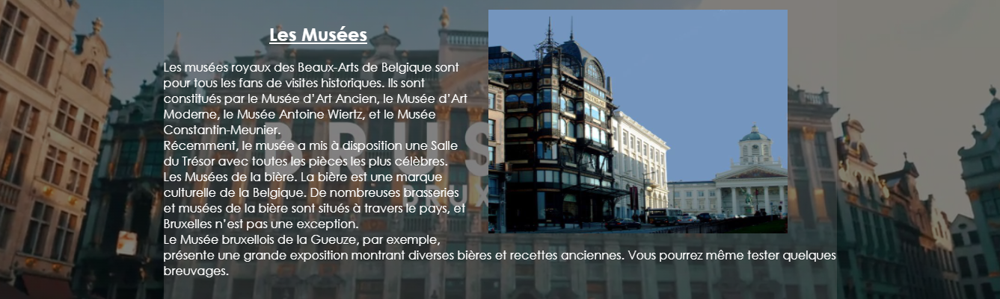 Les Musées
Les musées royaux des Beaux-Arts de Belgique sont
pour tous les fans de visites historiques. Ils sont
constitués par le Musée d’Art Ancien, le Musée d’Art
Moderne, le Musée Antoine Wiertz, et le Musée
Constantin-Meunier.
Récemment, le musée a mis à disposition une Salle
du Trésor avec toutes les pièces les plus célèbres.
Les Musées de la bière. La bière est une marque
culturelle de la Belgique. De nombreuses brasseries
et musées de la bière sont situés à travers le pays, et
Bruxelles n’est pas une exception.
Le Musée bruxellois de la Gueuze, par exemple,
présente une grande exposition montrant diverses bières et recettes anciennes. Vous pourrez même tester quelques
breuvages.
BRUS
BRUX